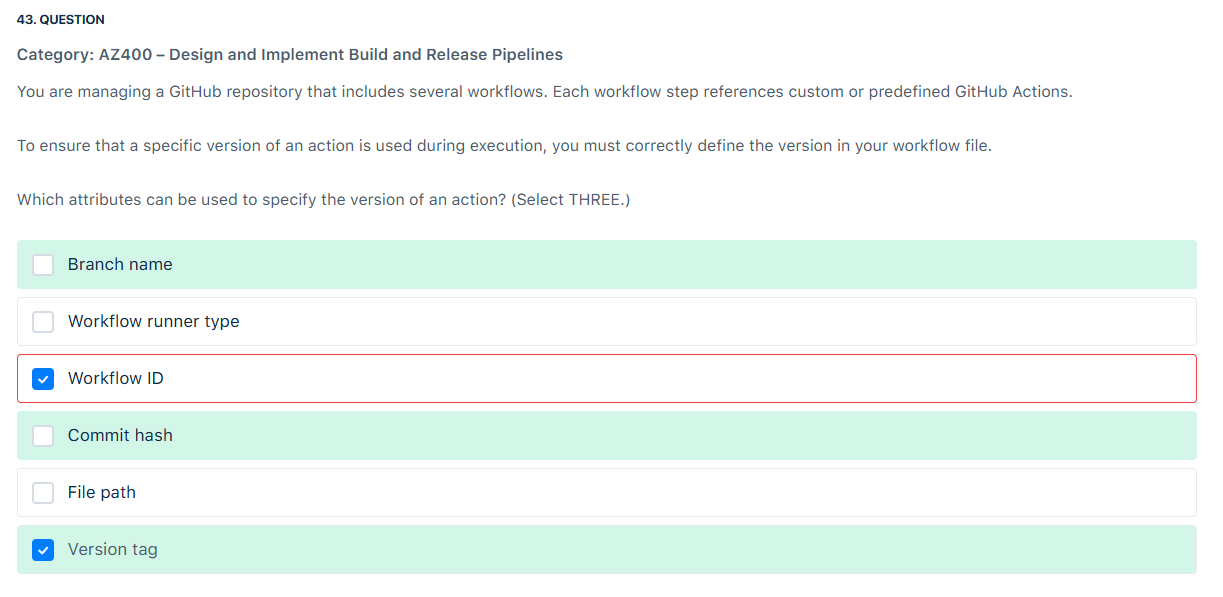 43. QUESTION
Category: AZ400 – Design and Implement Build and Release Pipelines
You are managing a GitHub repository that includes several workflows. Each workflow step references custom or predefined GitHub Actions.
To ensure that a specific version of an action is used during execution, you must correctly define the version in your workflow file.
Which attributes can be used to specify the version of an action? (Select THREE.)
Branch name
Workflow runner type
Workflow ID
Commit hash
File path
Version tag